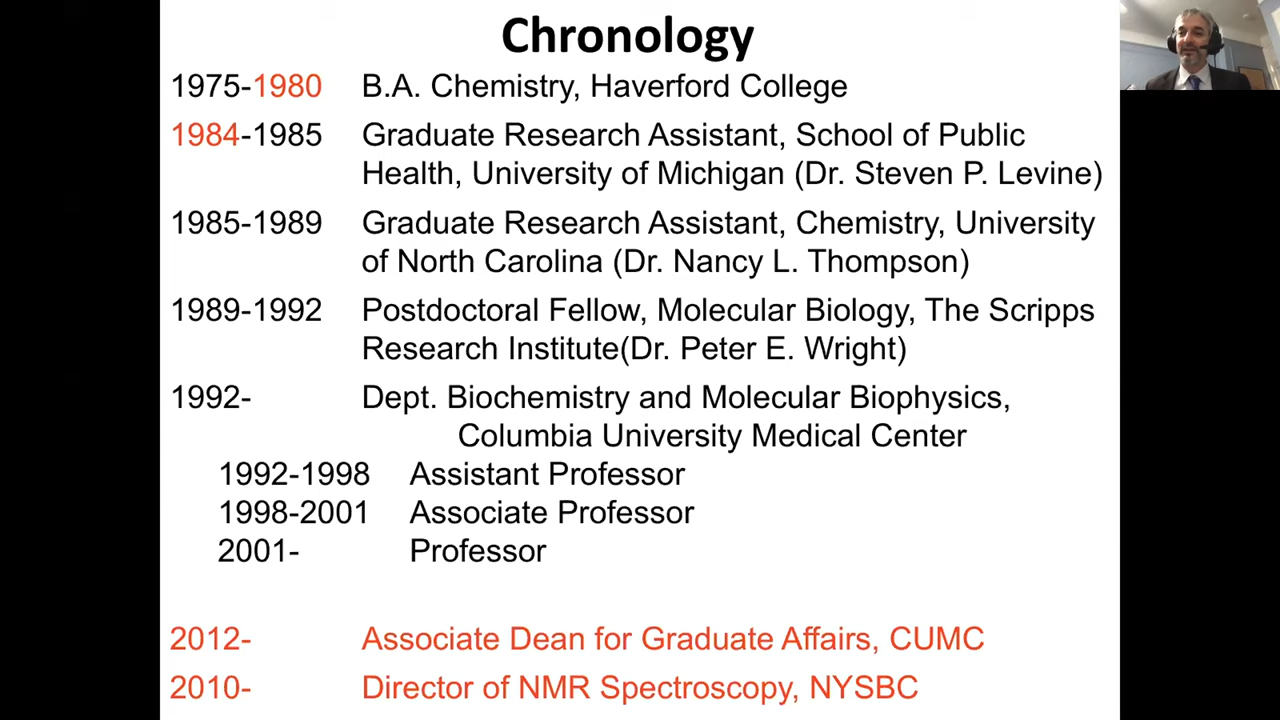 Chronology
1975-1980 B.A. Chemistry, Haverford College
1984-1985 Graduate Research Assistant, School of Public
Health, University of Michigan (Dr. Steven P. Levine)
1985-1989 Graduate Research Assistant, Chemistry, University
of North Carolina (Dr. Nancy L. Thompson)
1989-1992 Postdoctoral Fellow, Molecular Biology, The Scripps
Research Institute(Dr. Peter E. Wright)
1992- Dept. Biochemistry and Molecular Biophysics,
Columbia University Medical Center
1992-1998 Assistant Professor
1998-2001 Associate Professor
2001- Professor
2012- Associate Dean for Graduate Affairs, CUMC
2010- Director of NMR Spectroscopy, NYSBC